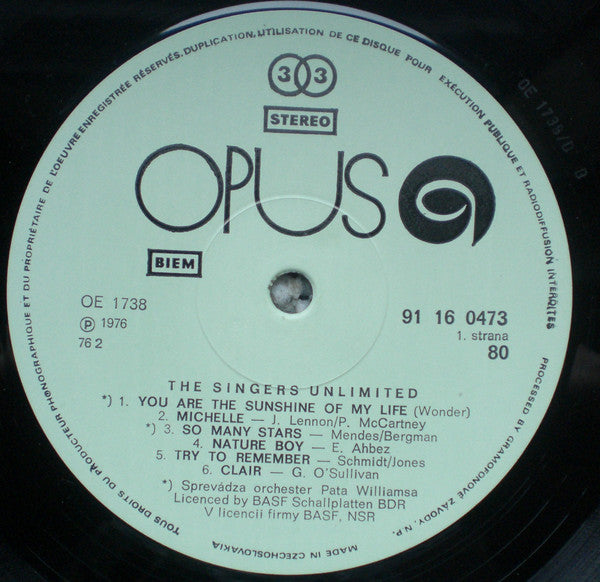 TOUS DROITS DU PRODUCTEUR PHONOGRAPHIQUE ET DU PROPRIÉTAIRE DE L'OEUVRE ENREGISTRÉE RÉSERVÉS, DUPLICATION, UTILISATION DE CE DISQUE POUR EXÉCUTION PUBLIQUE ET RADIODIFFUSION INTERDITES
33
STEREO
OPUS
BIEM
OE 1738
Ⓟ 1976
76 2
91 16 0473
1. strana
80
THE SINGERS UNLIMITED
*) 1. YOU ARE THE SUNSHINE OF MY LIFE (Wonder)
2. MICHELLE — J. Lennon/P. McCartney
*) 3. SO MANY STARS — Mendes/Bergman
4. NATURE BOY — E. Ahbez
5. TRY TO REMEMBER — Schmidt/Jones
6. CLAIR — G. O'Sullivan
*) Sprevádza orchester Pata Williamsa
Licenced by BASF Schallplatten BDR
V licencii firmy BASF, NSR
PROCESSED BY GRAMOFONOVÉ ZÁVODY, N.P.
MADE IN CZECHOSLOVAKIA